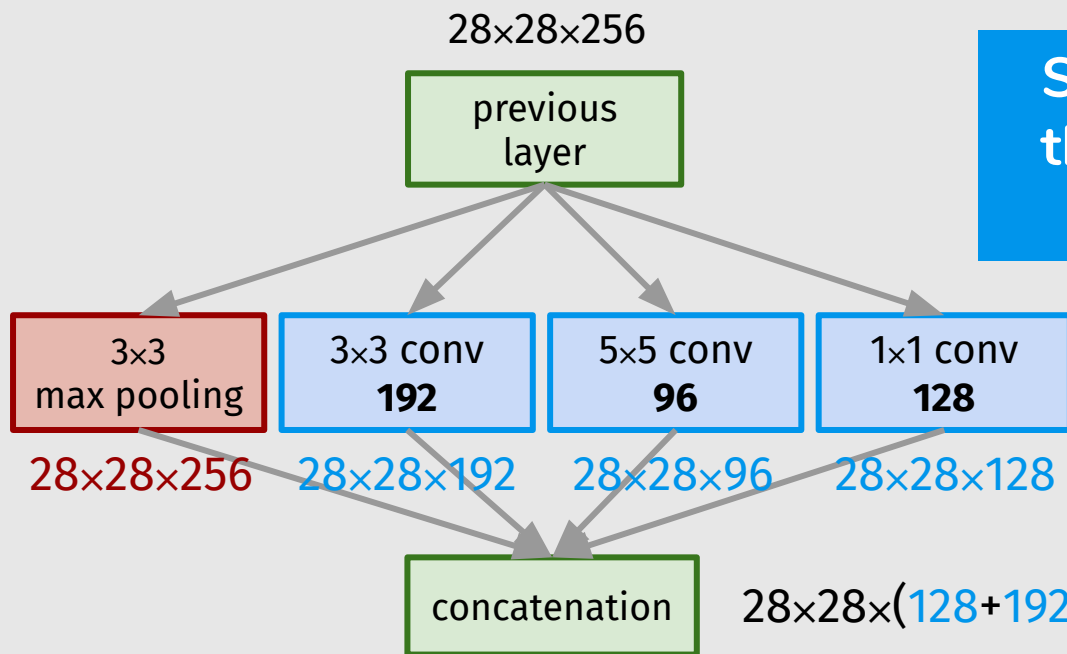 28×28×256
previous
layer
3×3
max pooling
3×3 conv
192
5×5 conv
96
1×1 conv
128
28×28×256
28×28×192
28×28×96
28×28×128
concatenation
28×28×(128+192